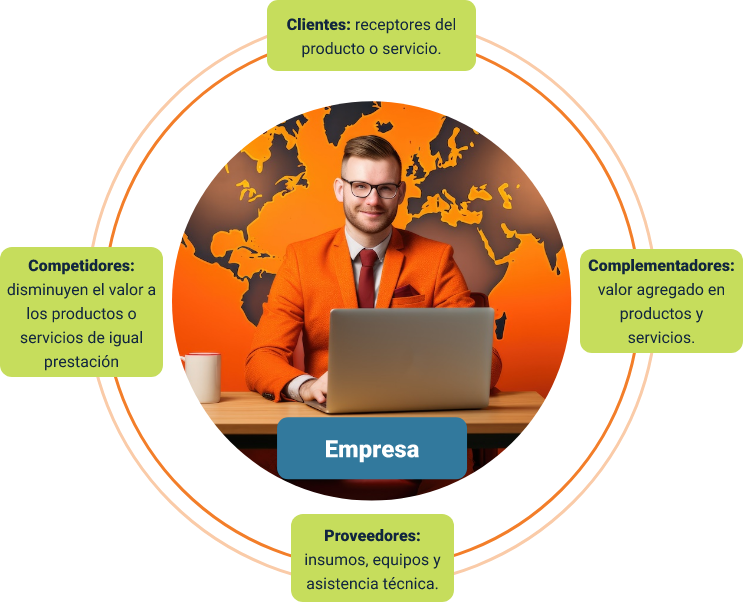 Clientes: receptores del
producto o servicio.
Competidores:
disminuyen el valor a
los productos o
servicios de igual
prestación
Complementadores:
valor agregado en
productos y
servicios.
Empresa
Proveedores:
insumos, equipos y
asistencia técnica.